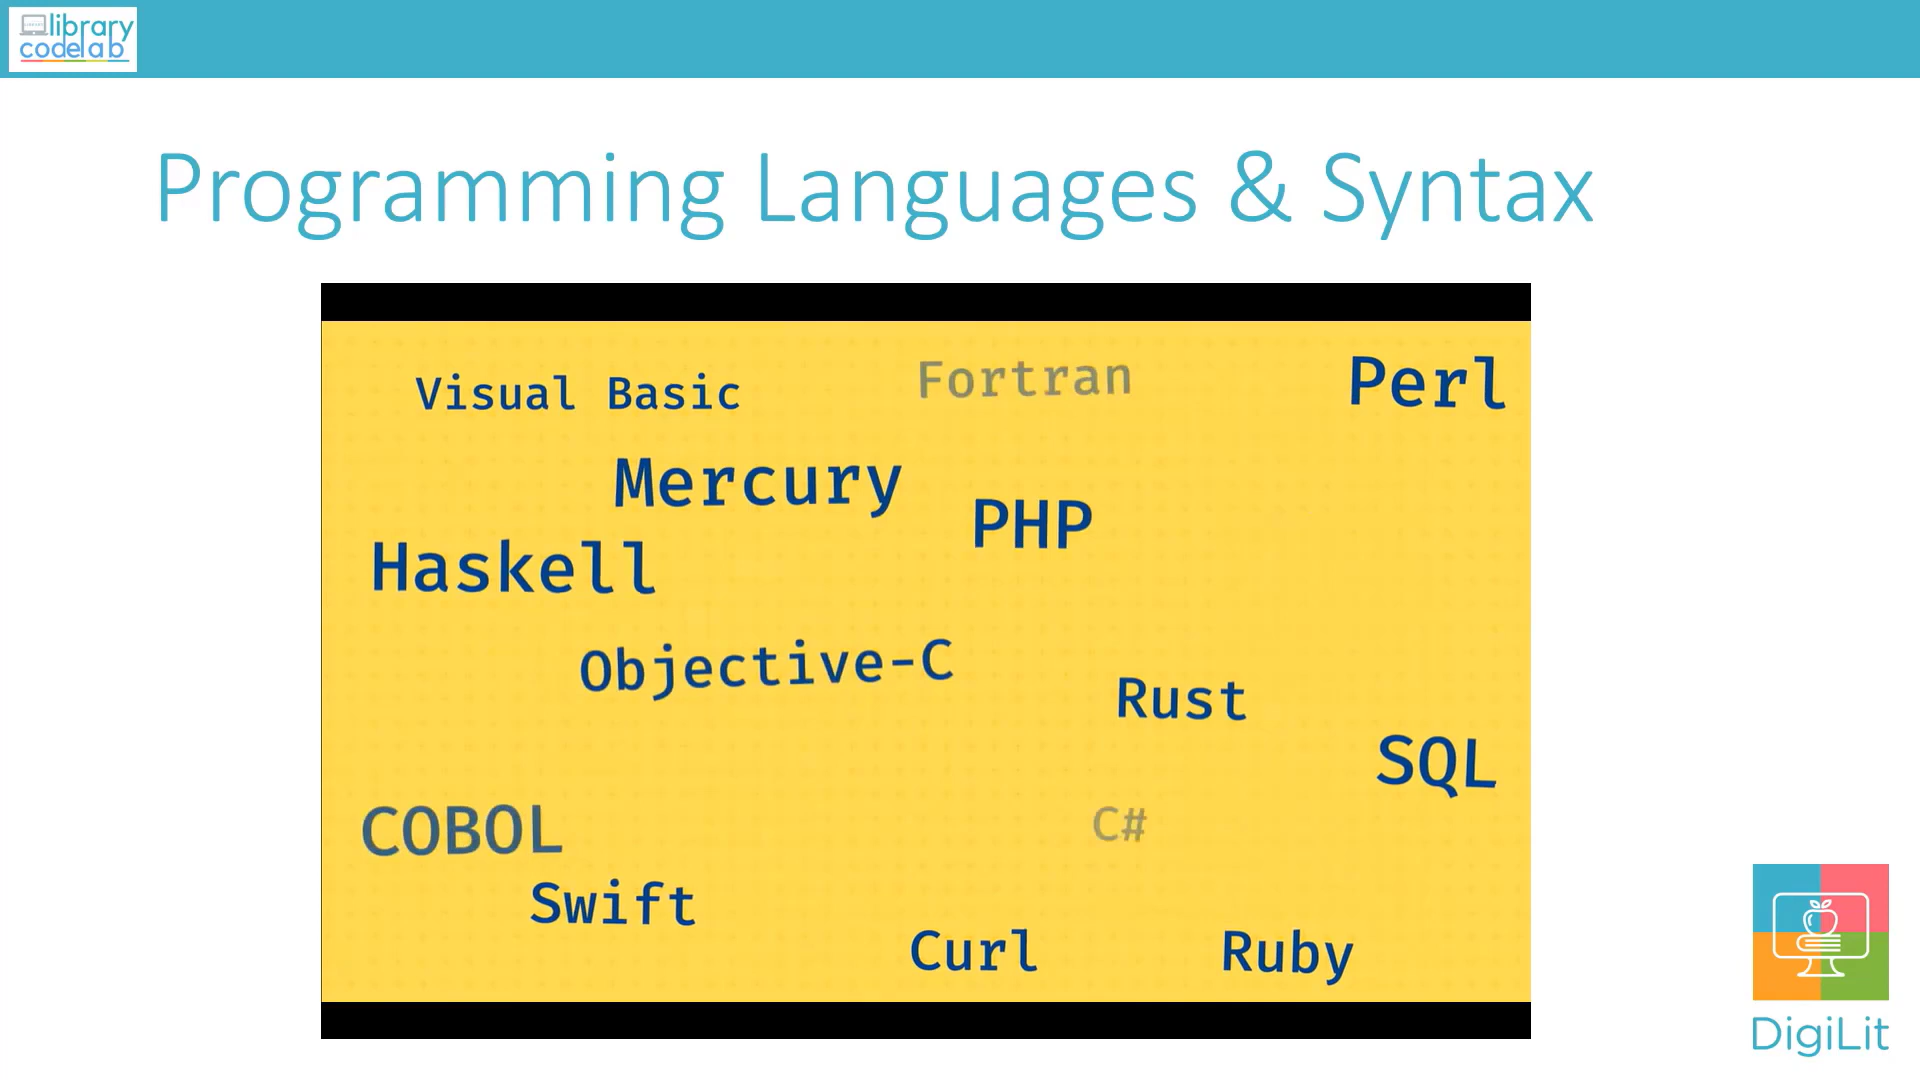 library
codelab
Programming Languages & Syntax
Visual Basic
Fortran
Perl
Mercury
PHP
Haskell
Objective-C
Rust
SQL
COBOL
C#
Swift
Curl
Ruby
DigiLit